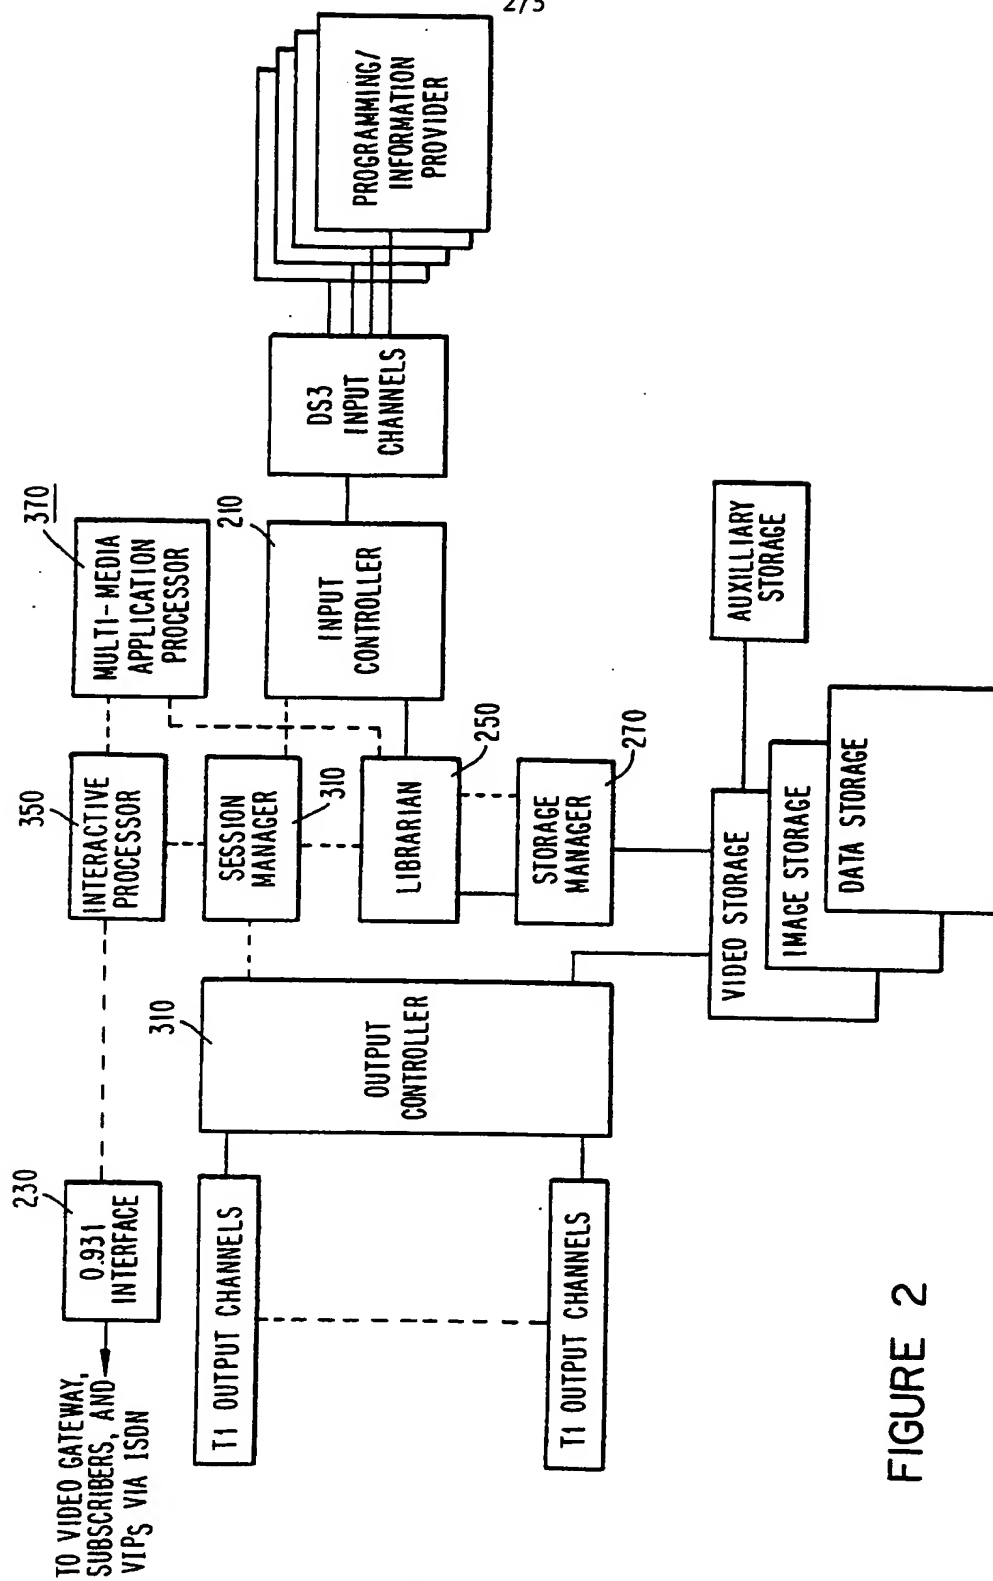 2/5
TO VIDEO GATEWAY,
SUBSCRIBERS, AND
VIPS VIA ISDN
230
0.931
INTERFACE
350
INTERACTIVE
PROCESSOR
370
MULTI-MEDIA
APPLICATION
PROCESSOR
T1 OUTPUT CHANNELS
T1 OUTPUT CHANNELS
310
OUTPUT
CONTROLLER
SESSION
MANAGER
310
210
INPUT
CONTROLLER
DS3
INPUT
CHANNELS
PROGRAMMING/
INFORMATION
PROVIDER
LIBRARIAN
250
STORAGE
MANAGER
270
VIDEO STORAGE
IMAGE STORAGE
DATA STORAGE
AUXILLIARY
STORAGE
FIGURE 2